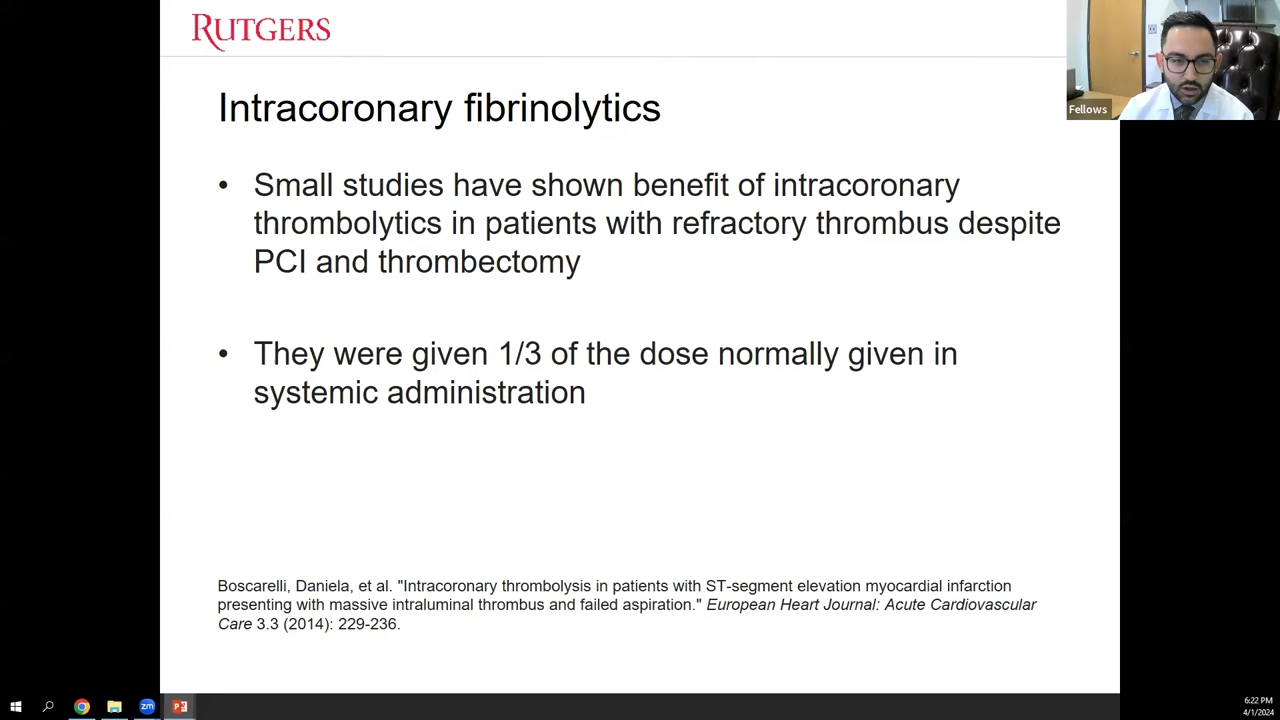 RUTGERS
Fellows
Intracoronary fibrinolytics
• Small studies have shown benefit of intracoronary
thrombolytics in patients with refractory thrombus despite
PCI and thrombectomy
• They were given 1/3 of the dose normally given in
systemic administration
Boscarelli, Daniela, et al. "Intracoronary thrombolysis in patients with ST-segment elevation myocardial infarction
presenting with massive intraluminal thrombus and failed aspiration." European Heart Journal: Acute Cardiovascular
Care 3.3 (2014): 229-236.
zm
P
6:22 PM
4/1/2024